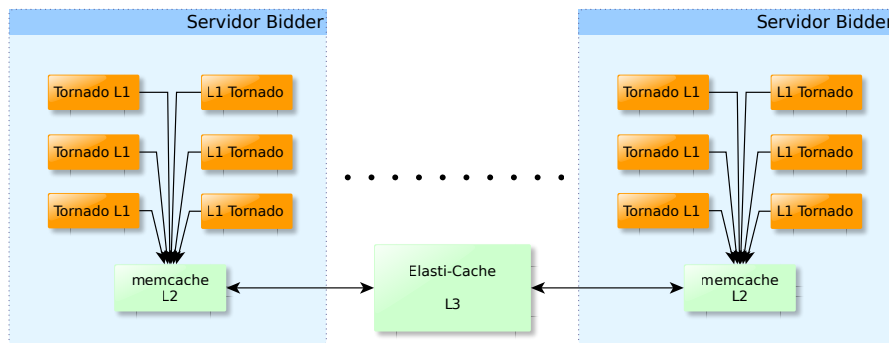 Servidor Bidder
Tornado L1
L1 Tornado
Tornado L1
L1 Tornado
Tornado L1
L1 Tornado
memcache
L2
Elasti-Cache
L3
Servidor Bidder
Tornado L1
L1 Tornado
Tornado L1
L1 Tornado
Tornado L1
L1 Tornado
memcache
L2